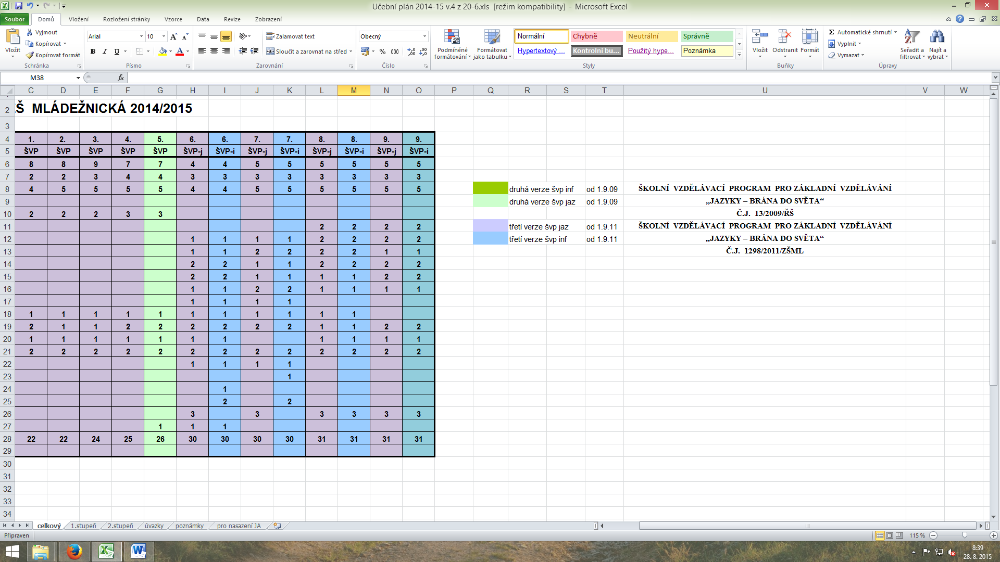 Učební plán 2014-15 v.4 z 20-6.xls [režim kompatibility] - Microsoft Excel
Soubor Domů Vložení Rozložení stránky Vzorce Data Revize Zobrazení
Vložit
Vyjmout
Kopírovat
Kopírovat formát
Schránka
Arial 10
B I U A
Písmo
Zalamovat text
Sloučit a zarovnat na střed
Zarovnání
Obecný
% 000
Číslo
Podmíněné formátování
Formátovat jako tabulku
Normální Chybně Neutrální Správně
Hypertextový ... Kontrolní bu... Použitý hype... Poznámka
Styly
Vložit Odstranit Formát
Buňky
Σ Automatické shrnutí
Vyplnit
Vymazat
Seřadit a filtrovat
Najít a vybrat
Úpravy
M38 fx
C D E F G H I J K L M N O P Q R S T U V W
2 Š MLÁDEŽNICKÁ 2014/2015
3
4 1. 2. 3. 4. 5. 6. 6. 7. 7. 8. 8. 9. 9.
5 ŠVP ŠVP ŠVP ŠVP ŠVP ŠVP-j ŠVP-i ŠVP-j ŠVP-i ŠVP-j ŠVP-i ŠVP-j ŠVP-i
6 8 8 9 7 7 4 4 5 5 5 5 5 5
7 2 2 3 4 4 3 3 3 3 3 3 3 3
8 4 5 5 5 5 4 4 5 5 5 5 5 5 druhá verze švp inf od 1.9.09 ŠKOLNÍ VZDĚLÁVACÍ PROGRAM PRO ZÁKLADNÍ VZDĚLÁVÁNÍ
9 druhá verze švp jaz od 1.9.09 „JAZYKY – BRÁNA DO SVĚTA“
10 2 2 2 3 3 Č.J. 13/2009/ŘŠ
11 2 2 2 2 třetí verze švp jaz od 1.9.11 ŠKOLNÍ VZDĚLÁVACÍ PROGRAM PRO ZÁKLADNÍ VZDĚLÁVÁNÍ
12 1 1 1 1 2 2 2 2 třetí verze švp inf od 1.9.11 „JAZYKY – BRÁNA DO SVĚTA“
13 1 1 2 2 2 2 1 1 Č.J. 1298/2011/ZŠML
14 2 2 1 1 2 2 2 2
15 2 2 1 1 1 1 2 2
16 1 1 2 2 1 1 1 1
17 1 1 1 1
18 1 1 1 1 1 1 1 1 1 1 1
19 2 1 1 2 2 2 2 2 2 1 1 2 2
20 1 1 1 1 1 1 1 1 1 1 1
21 2 2 2 2 2 2 2 2 2 2 2 2 2
22 1 1 1 1
23 1
24 1
25 2 2
26 3 3 3 3 3 3
27 1 1 1
28 22 22 24 25 26 30 30 30 30 31 31 31 31
29
30
31
32
33
34
celkový 1.stupeň 2.stupeň úvazky poznámky pro nasazení JA
Připraven 115 %
8:39
28. 8. 2015